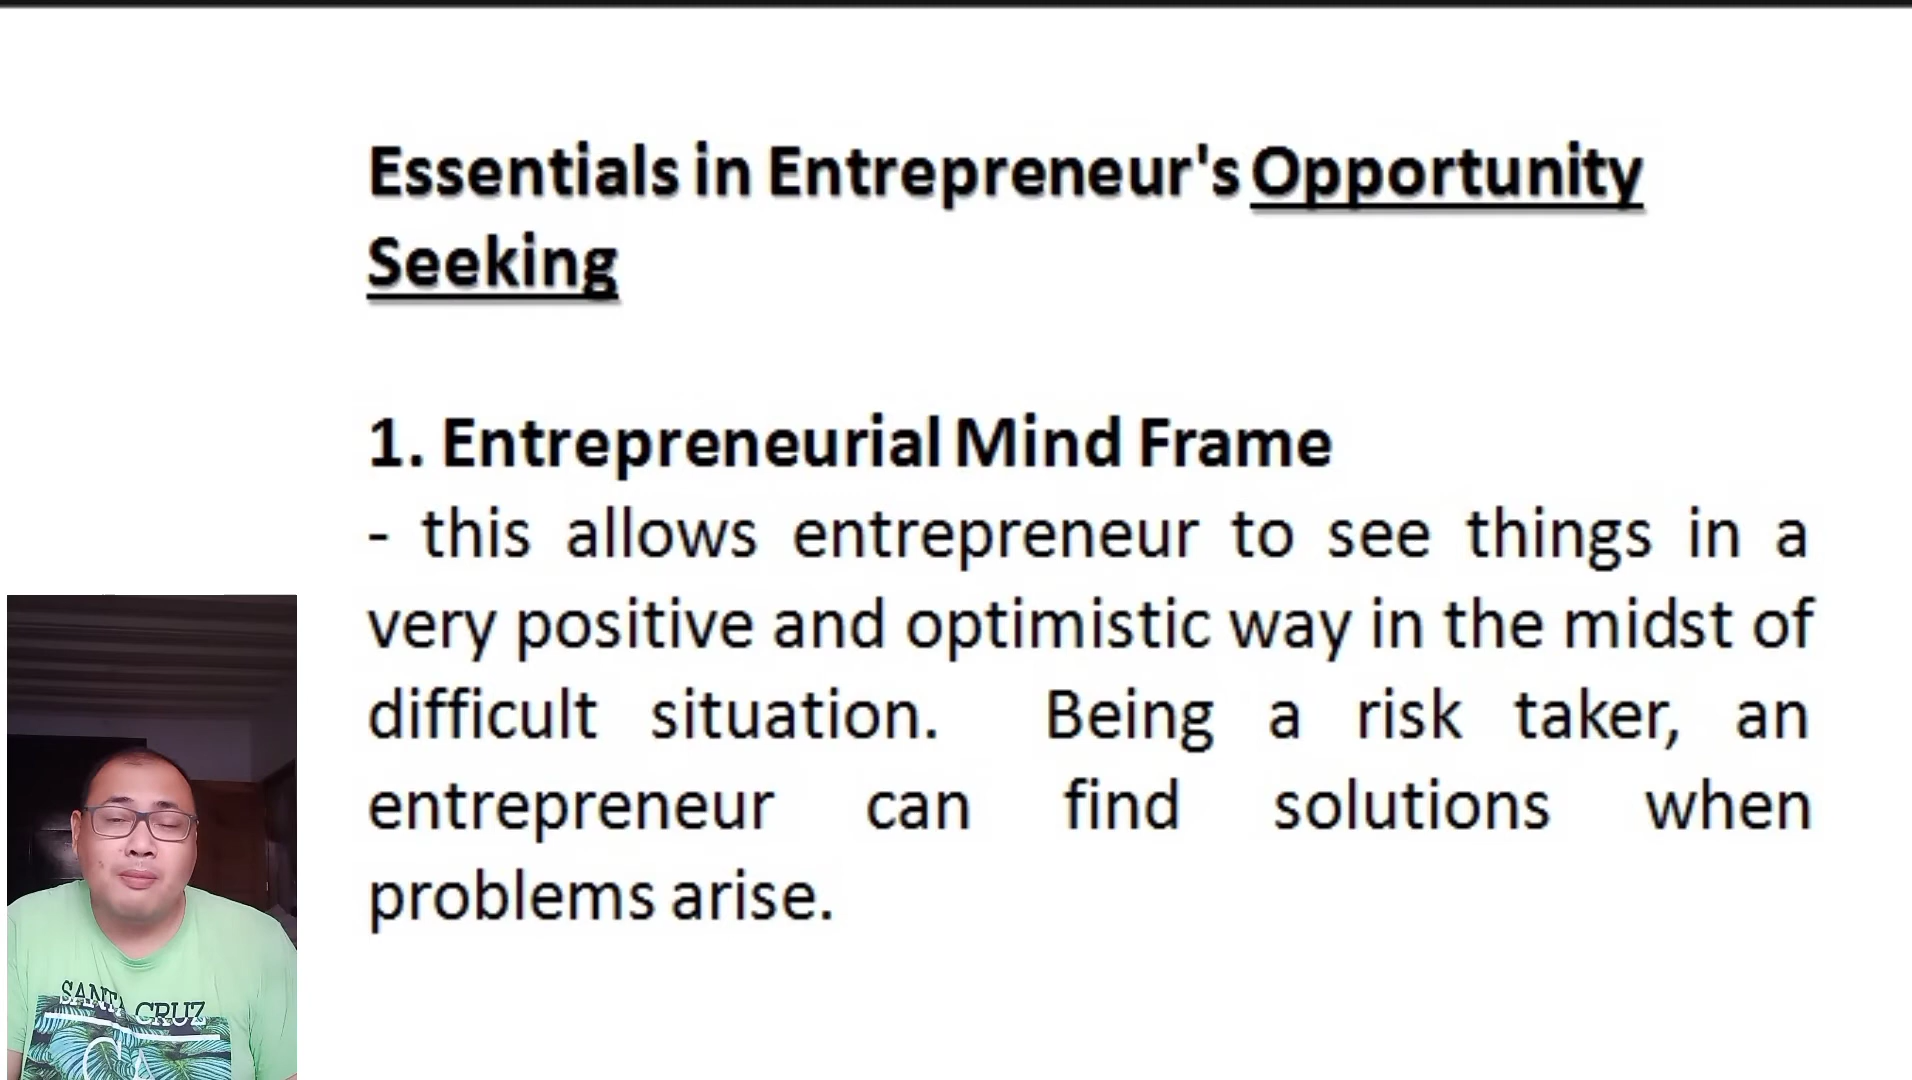 Essentials in Entrepreneur's Opportunity
Seeking
1. Entrepreneurial Mind Frame
- this allows entrepreneur to see things in a
very positive and optimistic way in the midst of
difficult situation. Being a risk taker, an
entrepreneur can find solutions when
problems arise.
SANTA CRUZ
CA